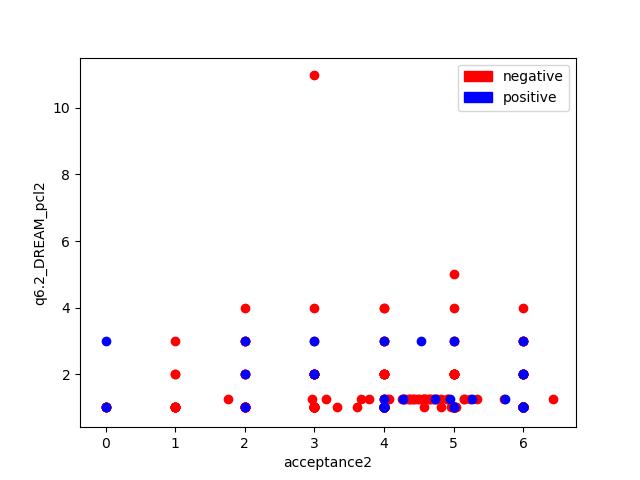 negative
positive
10
8
6
4
2
q6.2_DREAM_pcl2
0 1 2 3 4 5 6
acceptance2